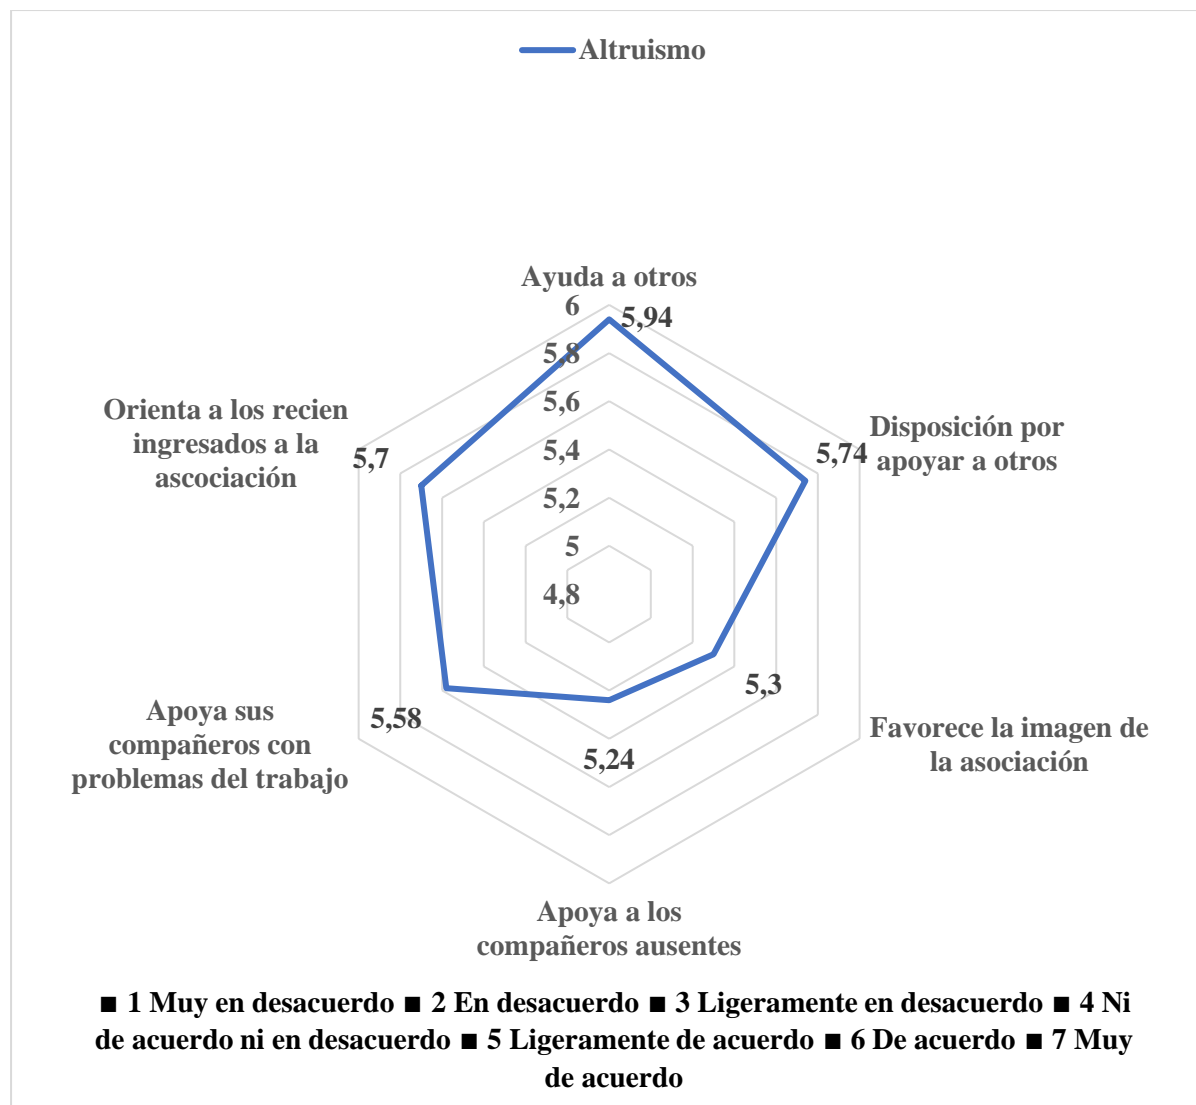 Altruismo
Ayuda a otros
6
5,94
5,8
5,6
5,4
5,2
5
4,8
Disposición por
apoyar a otros
5,74
Favorece la imagen de
la asociación
5,3
Apoya a los
compañeros ausentes
5,24
Apoya sus
compañeros con
problemas del trabajo
5,58
Orienta a los recien
ingresados a la
ascociación
5,7
■ 1 Muy en desacuerdo ■ 2 En desacuerdo ■ 3 Ligeramente en desacuerdo ■ 4 Ni
de acuerdo ni en desacuerdo ■ 5 Ligeramente de acuerdo ■ 6 De acuerdo ■ 7 Muy
de acuerdo